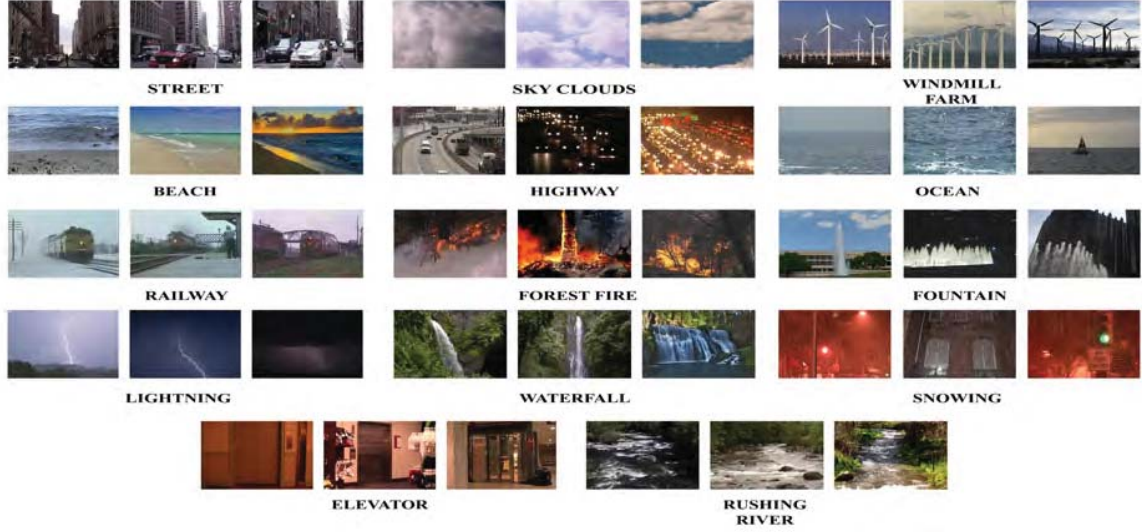 STREET
SKY CLOUDS
WINDMILL
FARM
BEACH
HIGHWAY
OCEAN
RAILWAY
FOREST FIRE
FOUNTAIN
LIGHTNING
WATERFALL
SNOWING
ELEVATOR
RUSHING
RIVER